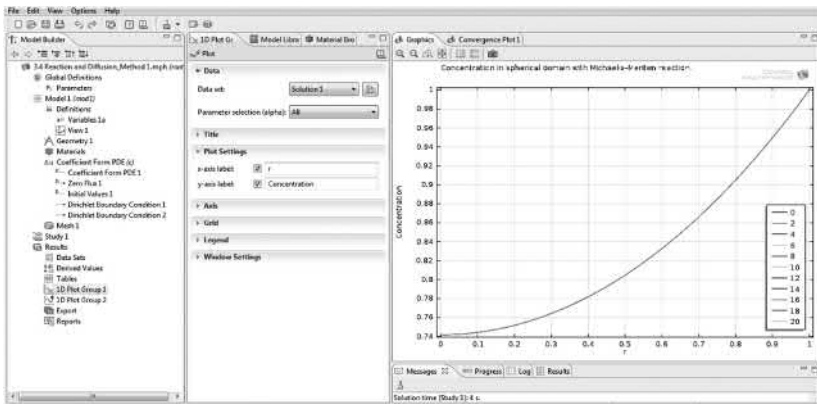 File Edit View Options Help
Model Builder
3.6 Reaction and Diffusion_Method 1.mph (root)
Global Definitions
Parameters
Model 1 (mod1)
Definitions
Variables 1a
View 1
Geometry 1
Materials
Coefficient Form PDE (c)
Coefficient Form PDE 1
Zero Flux 1
Initial Values 1
Dirichlet Boundary Condition 1
Dirichlet Boundary Condition 2
Mesh 1
Study 1
Results
Data Sets
Derived Values
Tables
1D Plot Group 1
1D Plot Group 2
Export
Reports
1D Plot Gr
Model Libra
Material Bro
Plot
Data
Data set: Solution 1
Parameter selection (alpha): All
Title
Plot Settings
x-axis label: r
y-axis label: Concentration
Axis
Grid
Legend
Window Settings
Graphics
Convergence Plot 1
Concentration in spherical domain with Michaelis-Menten reaction
1
0.98
0.96
0.94
0.92
0.9
0.88
0.86
0.84
0.82
0.8
0.78
0.76
0.74
Concentration
0 0.1 0.2 0.3 0.4 0.5 0.6 0.7 0.8 0.9 1
r
0
2
4
6
8
10
12
14
16
18
20
Messages
Progress
Log
Results
Solution time (Study 1): 4 s.